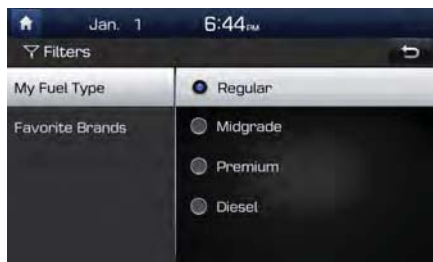 Jan. 1 6:44PM
Filters
My Fuel Type
Regular
Favorite Brands
Midgrade
Premium
Diesel